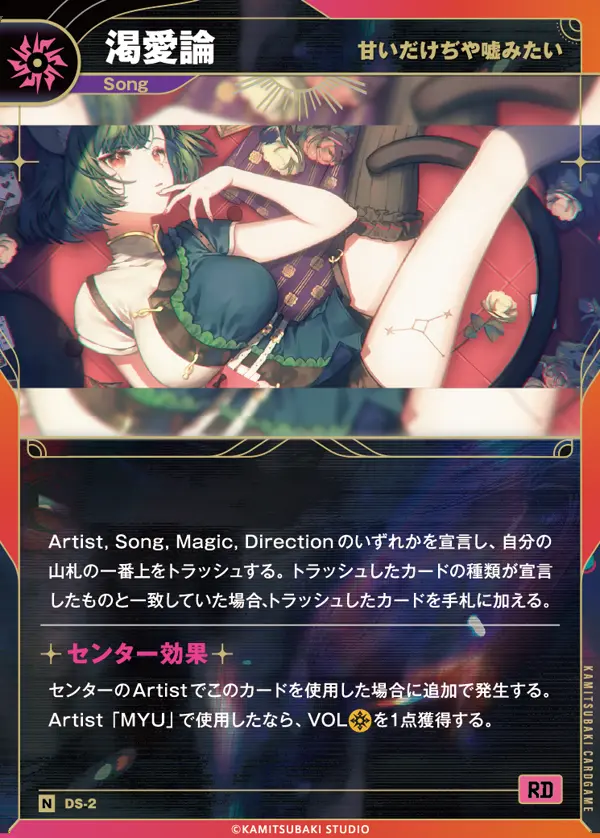 渇愛論
甘いだけぢや嘘みたい
Song
Artist, Song, Magic, Directionのいずれかを宣言し、自分の
山札の一番上をトラッシュする。トラッシュしたカードの種類が宣言
したものと一致していた場合、トラッシュしたカードを手札に加える。
センター効果
センターのArtistでこのカードを使用した場合に追加で発生する。
Artist「MYU」で使用したなら、VOLを1点獲得する。
KAMITSUBAKI CARDGAME
RD
N DS-2
©KAMITSUBAKI STUDIO